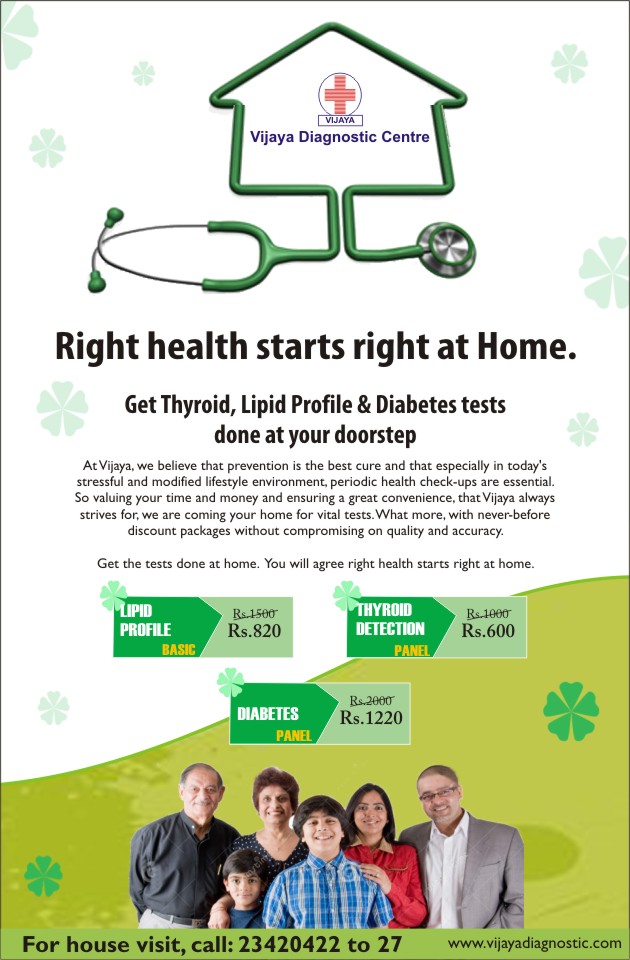 VIJAYA
Vijaya Diagnostic Centre
Right health starts right at Home.
Get Thyroid, Lipid Profile & Diabetes tests
done at your doorstep
At Vijaya, we believe that prevention is the best cure and that especially in today's
stressful and modified lifestyle environment, periodic health check-ups are essential.
So valuing your time and money and ensuring a great convenience, that Vijaya always
strives for, we are coming your home for vital tests. What more, with never-before
discount packages without compromising on quality and accuracy.
Get the tests done at home. You will agree right health starts right at home.
LIPID
PROFILE
BASIC
Rs.1500
Rs.820
THYROID
DETECTION
PANEL
Rs.1000
Rs.600
DIABETES
PANEL
Rs.2000
Rs.1220
For house visit, call: 23420422 to 27
www.vijayadiagnostic.com